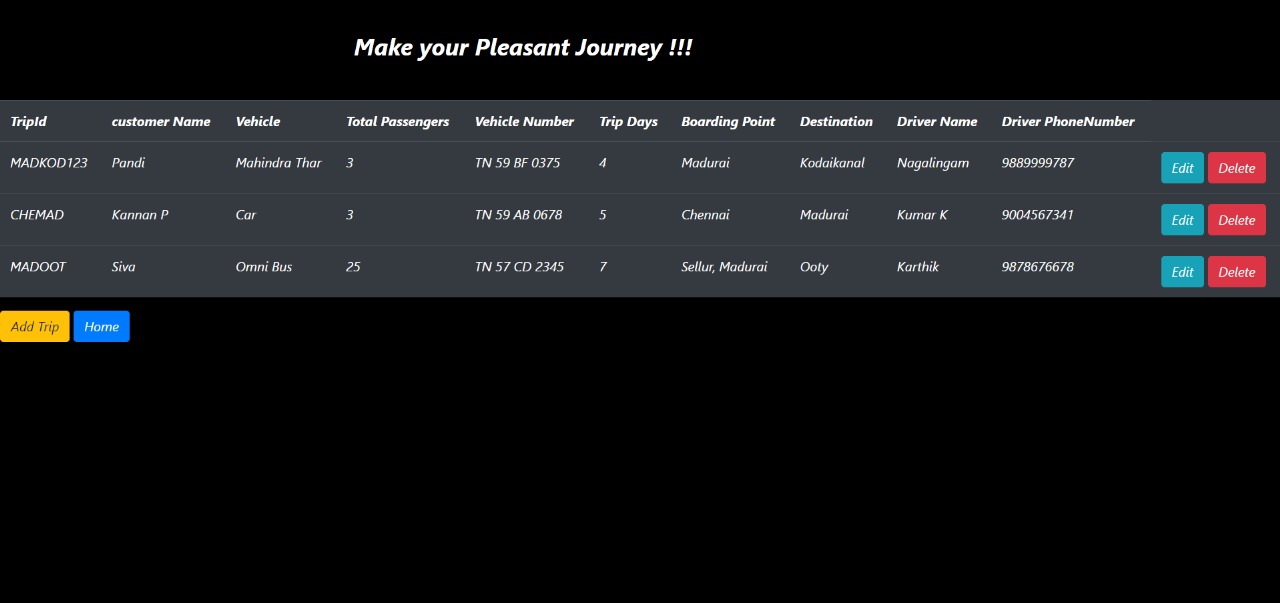 Make your Pleasant Journey !!!
TripId customer Name Vehicle Total Passengers Vehicle Number Trip Days Boarding Point Destination Driver Name Driver PhoneNumber
MADKOD123 Pandi Mahindra Thar 3 TN 59 BF 0375 4 Madurai Kodaikanal Nagalingam 9889999787 Edit Delete
CHEMAD Kannan P Car 3 TN 59 AB 0678 5 Chennai Madurai Kumar K 9004567341 Edit Delete
MADOOT Siva Omni Bus 25 TN 57 CD 2345 7 Sellur, Madurai Ooty Karthik 9878676678 Edit Delete
Add Trip Home